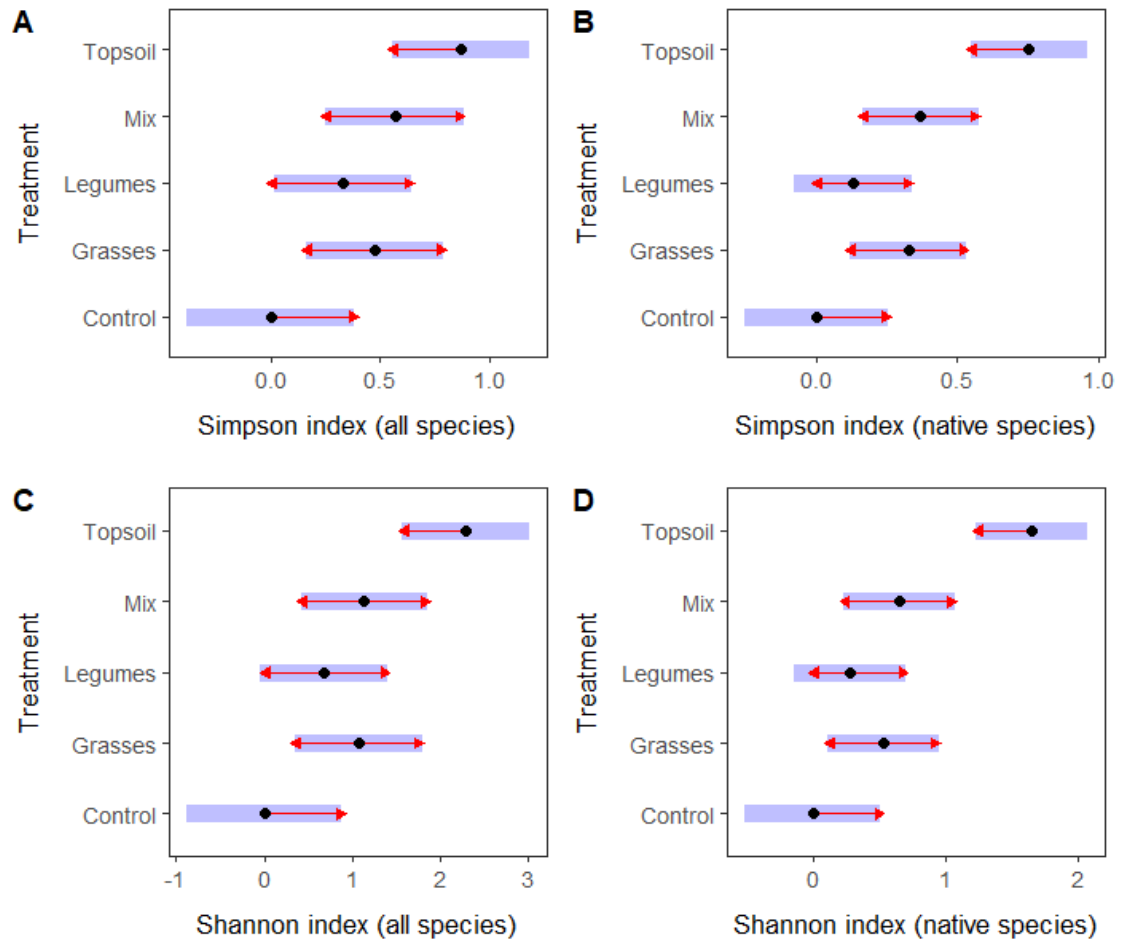 A
Treatment
Topsoil
Mix
Legumes
Grasses
Control
0.0 0.5 1.0
Simpson index (all species)
B
Treatment
Topsoil
Mix
Legumes
Grasses
Control
0.0 0.5 1.0
Simpson index (native species)
C
Treatment
Topsoil
Mix
Legumes
Grasses
Control
-1 0 1 2 3
Shannon index (all species)
D
Treatment
Topsoil
Mix
Legumes
Grasses
Control
0 1 2
Shannon index (native species)